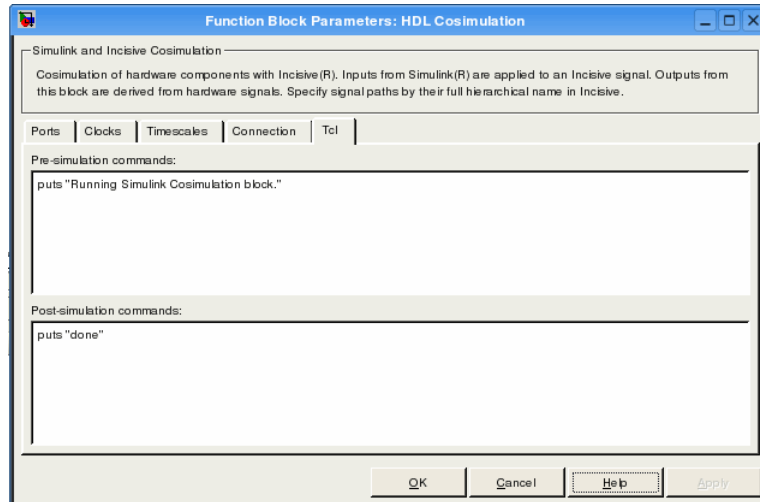 Function Block Parameters: HDL Cosimulation
Simulink and Incisive Cosimulation
Cosimulation of hardware components with Incisive(R). Inputs from Simulink(R) are applied to an Incisive signal. Outputs from
this block are derived from hardware signals. Specify signal paths by their full hierarchical name in Incisive.
Ports Clocks Timescales Connection Tcl
Pre-simulation commands:
puts "Running Simulink Cosimulation block."
Post-simulation commands:
puts "done"
OK Cancel Help Apply